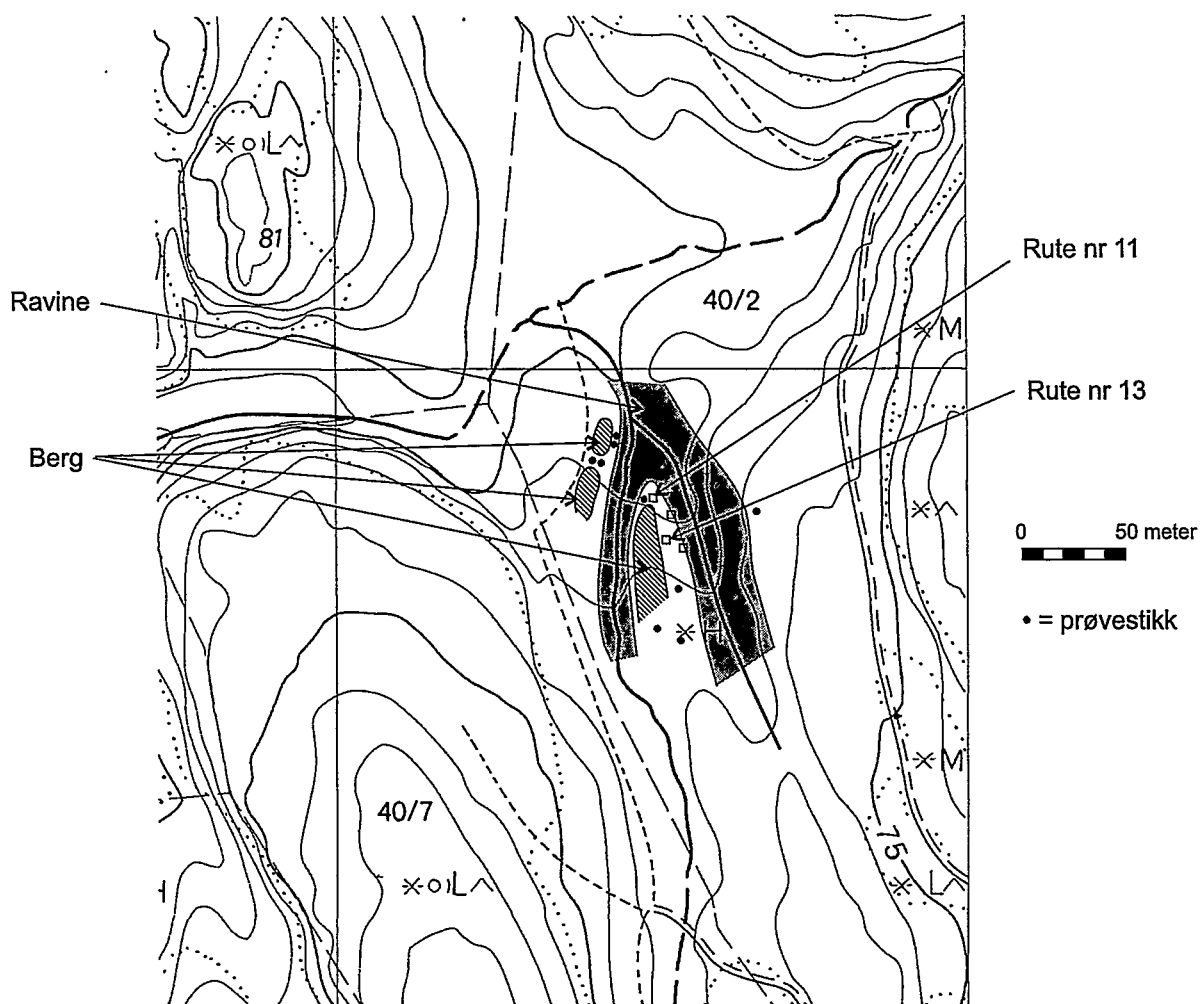 L
81
Ravine
40/2
Rute nr 11
M
Rute nr 13
Berg
0 50 meter
• = prøvestikk
M
40/7
75
L
L